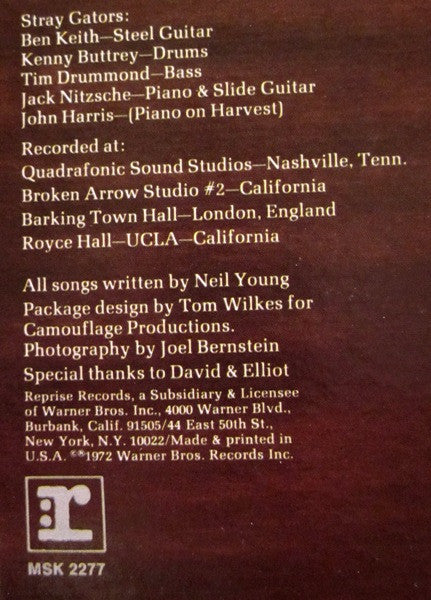 Stray Gators:
Ben Keith—Steel Guitar
Kenny Buttrey—Drums
Tim Drummond—Bass
Jack Nitzsche—Piano & Slide Guitar
John Harris—(Piano on Harvest)
Recorded at:
Quadrafonic Sound Studios—Nashville, Tenn.
Broken Arrow Studio #2—California
Barking Town Hall—London, England
Royce Hall—UCLA—California
All songs written by Neil Young
Package design by Tom Wilkes for
Camouflage Productions.
Photography by Joel Bernstein
Special thanks to David & Elliot
Reprise Records, a Subsidiary & Licensee
of Warner Bros. Inc., 4000 Warner Blvd.,
Burbank, Calif. 91505/44 East 50th St.,
New York, N.Y. 10022/Made & printed in
U.S.A. ©℗1972 Warner Bros. Records Inc.
:r
MSK 2277